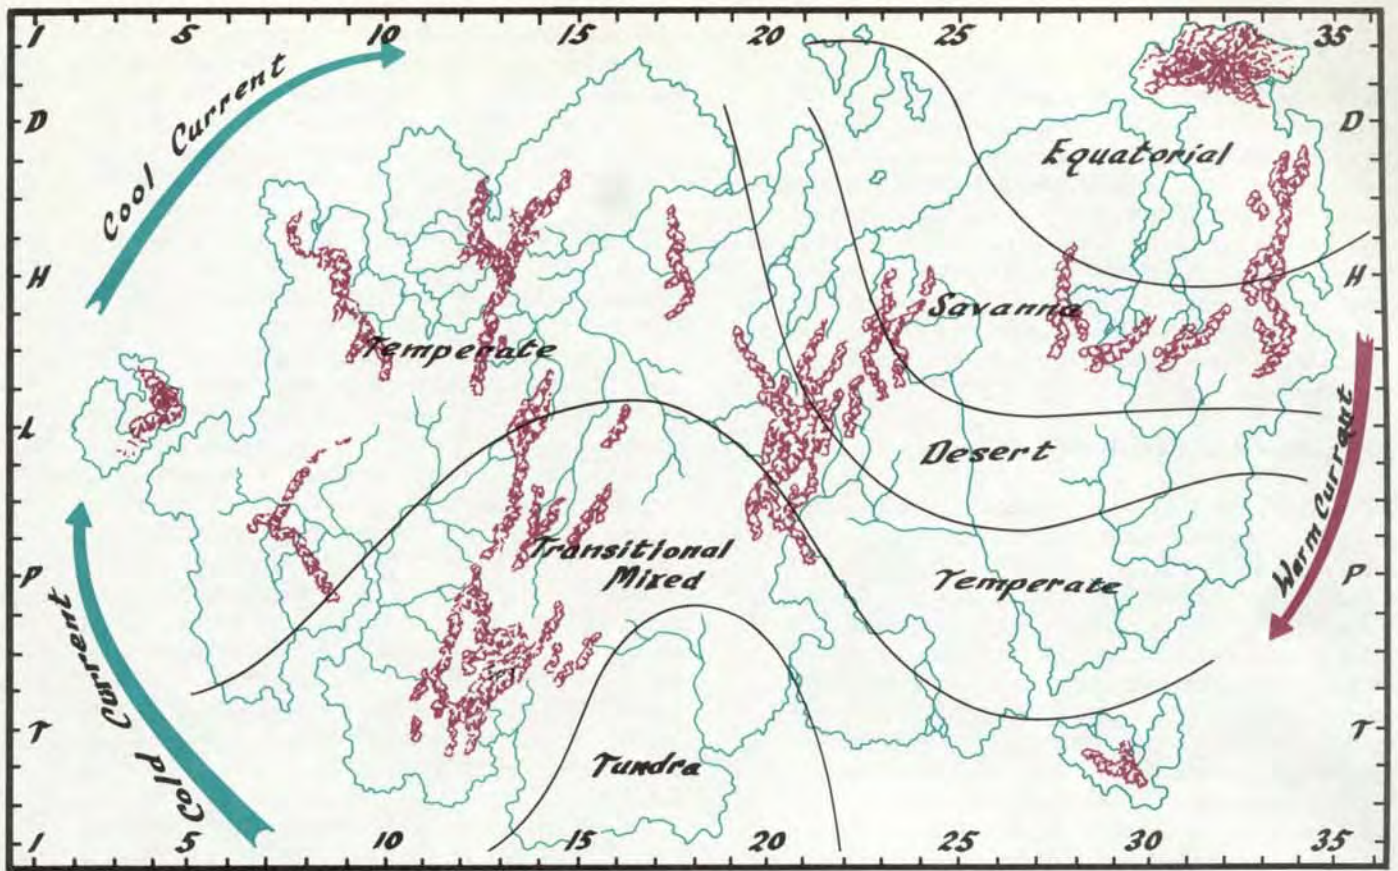 1 5 10 15 20 25 35
D D
Cool Current
Equatorial
H H
Savanna
Temperate
L
Desert
Warm Current
Transitional
Mixed
P P
Temperate
Cold Current
T T
Tundra
1 5 10 15 20 25 30 35